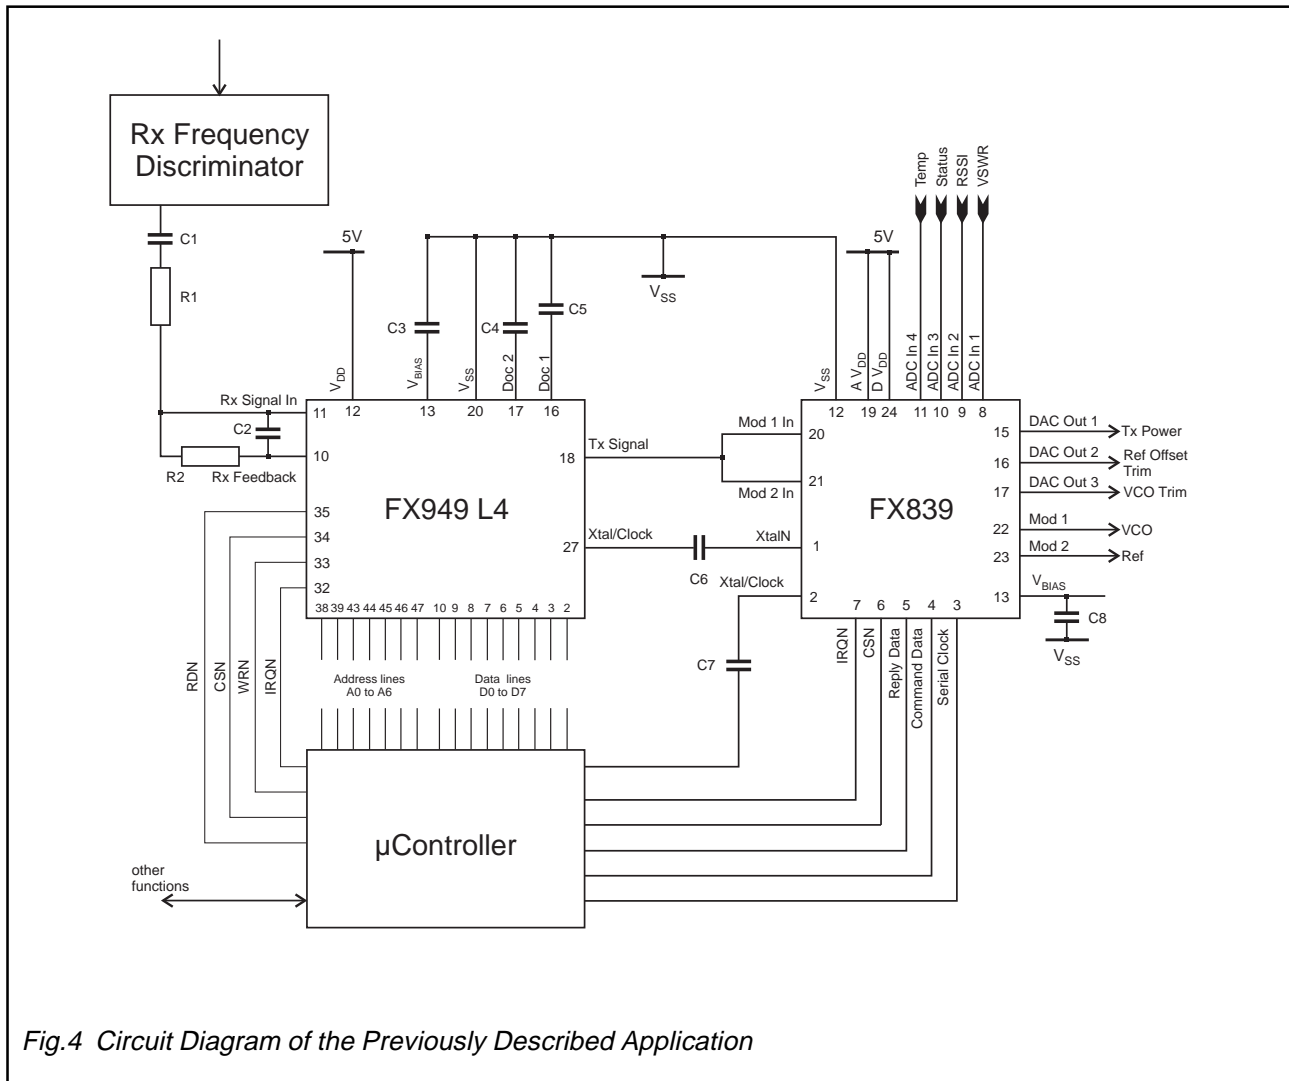 Rx Frequency
Discriminator
C1
R1
5V
VDD
C3
VBIAS
VSS
C4
Doc 2
C5
Doc 1
VSS
VSS
5V
A VDD
D VDD
Temp
Status
RSSI
VSWR
ADC In 4
ADC In 3
ADC In 2
ADC In 1
Rx Signal In
C2
R2
Rx Feedback
11
12
13
20
17
16
10
18
FX949 L4
35
34
33
32
27
38 39 43 44 45 46 47 10 9 8 7 6 5 4 3 2
Tx Signal
Mod 1 In
Mod 2 In
Xtal/Clock
C6
XtalN
Xtal/Clock
C7
12
19 24
11 10 9 8
20
21
1
2
FX839
15
16
17
22
23
13
7 6 5 4 3
DAC Out 1
Tx Power
DAC Out 2
Ref Offset
Trim
DAC Out 3
VCO Trim
Mod 1
VCO
Mod 2
Ref
VBIAS
C8
VSS
IRQN
CSN
Reply Data
Command Data
Serial Clock
RDN
CSN
WRN
IRQN
Address lines
A0 to A6
Data lines
D0 to D7
µController
other
functions
Fig.4 Circuit Diagram of the Previously Described Application